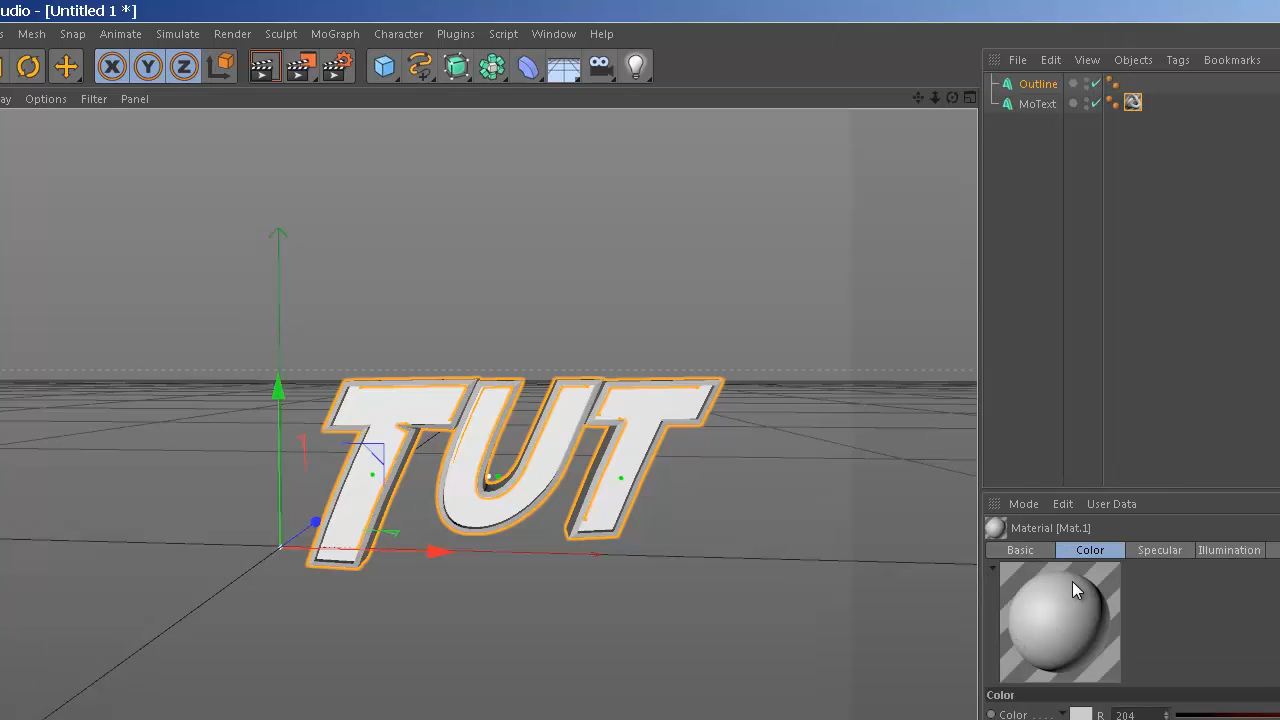 udio - [Untitled 1 *]
Mesh Snap Animate Simulate Sculpt Render MoGraph Character Plugins Script Window Help
X Y Z
ay Options Filter Panel
File Edit View Objects Tags Bookmarks
Outline
MoText
TUT
Mode Edit User Data
Material [Mat.1]
Basic Color Specular Illumination
Color
Color R 204